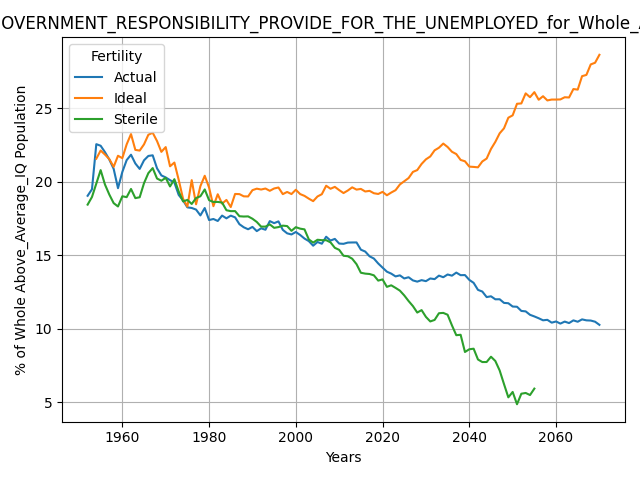 OVERNMENT_RESPONSIBILITY_PROVIDE_FOR_THE_UNEMPLOYED_for_Whole_
Fertility
Actual
Ideal
Sterile
% of Whole Above_Average_IQ Population
25
20
15
10
5
1960 1980 2000 2020 2040 2060
Years